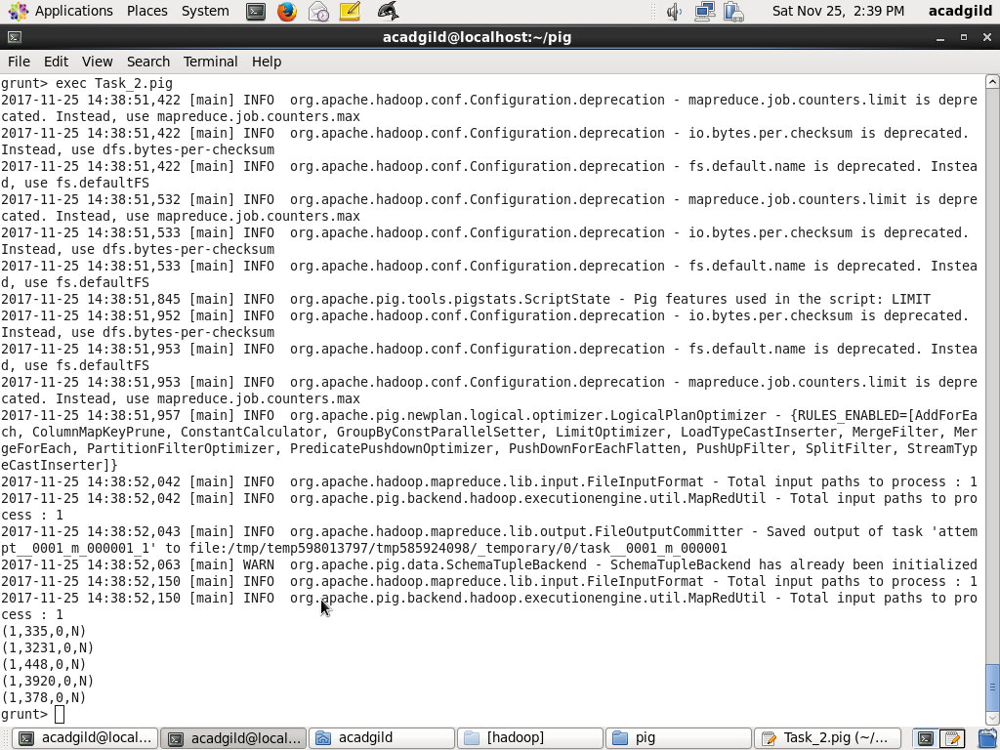 Applications Places System Sat Nov 25, 2:39 PM acadgild
acadgild@localhost:~/pig
File Edit View Search Terminal Help
grunt> exec Task_2.pig
2017-11-25 14:38:51,422 [main] INFO  org.apache.hadoop.conf.Configuration.deprecation - mapreduce.job.counters.limit is depre
cated. Instead, use mapreduce.job.counters.max
2017-11-25 14:38:51,422 [main] INFO  org.apache.hadoop.conf.Configuration.deprecation - io.bytes.per.checksum is deprecated.
Instead, use dfs.bytes-per-checksum
2017-11-25 14:38:51,422 [main] INFO  org.apache.hadoop.conf.Configuration.deprecation - fs.default.name is deprecated. Instea
d, use fs.defaultFS
2017-11-25 14:38:51,532 [main] INFO  org.apache.hadoop.conf.Configuration.deprecation - mapreduce.job.counters.limit is depre
cated. Instead, use mapreduce.job.counters.max
2017-11-25 14:38:51,533 [main] INFO  org.apache.hadoop.conf.Configuration.deprecation - io.bytes.per.checksum is deprecated.
Instead, use dfs.bytes-per-checksum
2017-11-25 14:38:51,533 [main] INFO  org.apache.hadoop.conf.Configuration.deprecation - fs.default.name is deprecated. Instea
d, use fs.defaultFS
2017-11-25 14:38:51,845 [main] INFO  org.apache.pig.tools.pigstats.ScriptState - Pig features used in the script: LIMIT
2017-11-25 14:38:51,952 [main] INFO  org.apache.hadoop.conf.Configuration.deprecation - io.bytes.per.checksum is deprecated.
Instead, use dfs.bytes-per-checksum
2017-11-25 14:38:51,953 [main] INFO  org.apache.hadoop.conf.Configuration.deprecation - fs.default.name is deprecated. Instea
d, use fs.defaultFS
2017-11-25 14:38:51,953 [main] INFO  org.apache.hadoop.conf.Configuration.deprecation - mapreduce.job.counters.limit is depre
cated. Instead, use mapreduce.job.counters.max
2017-11-25 14:38:51,957 [main] INFO  org.apache.pig.newplan.logical.optimizer.LogicalPlanOptimizer - {RULES_ENABLED=[AddForEa
ch, ColumnMapKeyPrune, ConstantCalculator, GroupByConstParallelSetter, LimitOptimizer, LoadTypeCastInserter, MergeFilter, Mer
geForEach, PartitionFilterOptimizer, PredicatePushdownOptimizer, PushDownForEachFlatten, PushUpFilter, SplitFilter, StreamTyp
eCastInserter]}
2017-11-25 14:38:52,042 [main] INFO  org.apache.hadoop.mapreduce.lib.input.FileInputFormat - Total input paths to process : 1
2017-11-25 14:38:52,042 [main] INFO  org.apache.pig.backend.hadoop.executionengine.util.MapRedUtil - Total input paths to pro
cess : 1
2017-11-25 14:38:52,043 [main] INFO  org.apache.hadoop.mapreduce.lib.output.FileOutputCommitter - Saved output of task 'attem
pt__0001_m_000001_1' to file:/tmp/temp598013797/tmp585924098/_temporary/0/task__0001_m_000001
2017-11-25 14:38:52,063 [main] WARN  org.apache.pig.data.SchemaTupleBackend - SchemaTupleBackend has already been initialized
2017-11-25 14:38:52,150 [main] INFO  org.apache.hadoop.mapreduce.lib.input.FileInputFormat - Total input paths to process : 1
2017-11-25 14:38:52,150 [main] INFO  org.apache.pig.backend.hadoop.executionengine.util.MapRedUtil - Total input paths to pro
cess : 1
(1,335,0,N)
(1,3231,0,N)
(1,448,0,N)
(1,3920,0,N)
(1,378,0,N)
grunt>
acadgild@local... acadgild@local... acadgild [hadoop] pig Task_2.pig (~/...